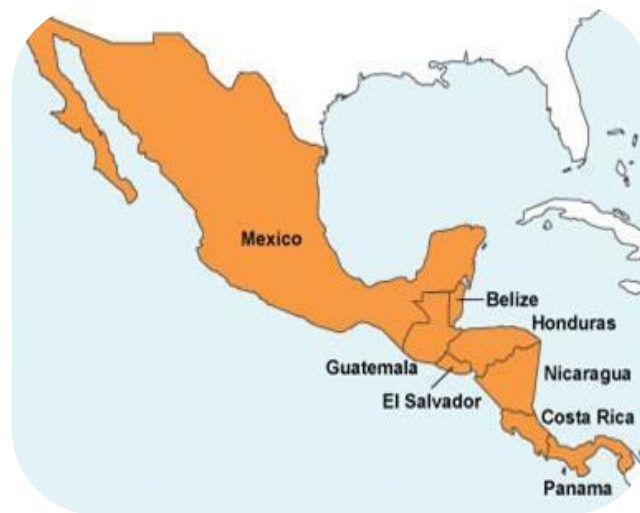 Mexico
Belize
Honduras
Guatemala
Nicaragua
El Salvador
Costa Rica
Panama